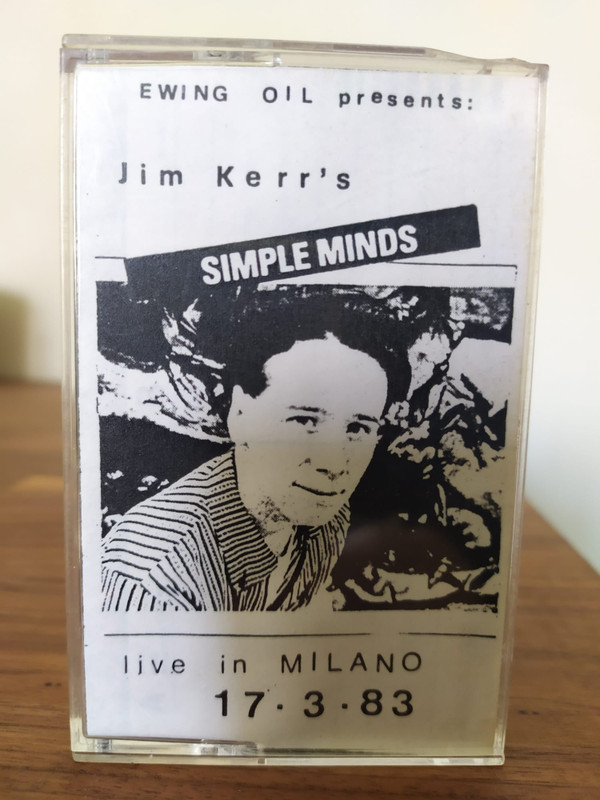 EWING OIL presents:
Jim Kerr's
SIMPLE MINDS
live in MILANO
17.3.83